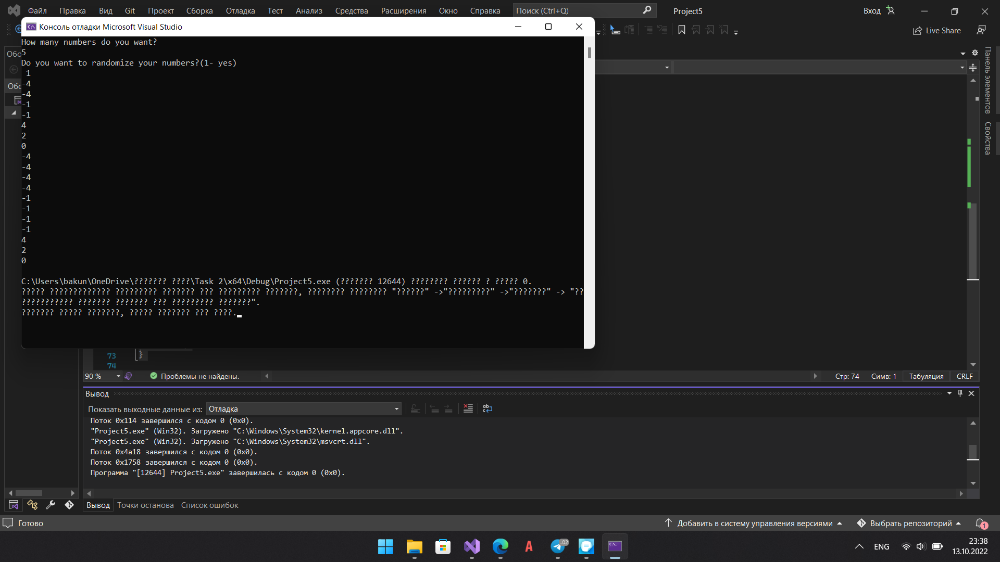 Файл Правка Вид Git Проект Сборка Отладка Тест Анализ Средства Расширения Окно Справка Поиск (Ctrl+Q) Project5 Вход
Консоль отладки Microsoft Visual Studio
Live Share
How many numbers do you want?
5
Do you want to randomize your numbers?(1- yes)
1
-4
-4
-1
-1
4
2
0
-4
-4
-4
-4
-1
-1
-1
-1
4
2
0
C:\Users\bakun\OneDrive\??????? ????\Task 2\x64\Debug\Project5.exe (??????? 12644) ???????? ?????? ? ????? 0.
????? ????????????? ????????? ??????? ??? ????????? ???????, ???????? ???????? "??????" ->"?????????" ->"???????" -> "??
??????????? ??????? ??????? ??? ????????? ???????".
??????? ????? ???????, ????? ??????? ??? ????.
Обо
Обо
Панель элементов
Свойства
73 }
74
90 % Проблемы не найдены. Стр: 74 Симв: 1 Табуляция CRLF
Вывод
Показать выходные данные из: Отладка
Поток 0x114 завершился с кодом 0 (0x0).
"Project5.exe" (Win32). Загружено "C:\Windows\System32\kernel.appcore.dll".
"Project5.exe" (Win32). Загружено "C:\Windows\System32\msvcrt.dll".
Поток 0x4a18 завершился с кодом 0 (0x0).
Поток 0x1758 завершился с кодом 0 (0x0).
Программа "[12644] Project5.exe" завершилась с кодом 0 (0x0).
Вывод Точки останова Список ошибок
Готово Добавить в систему управления версиями Выбрать репозиторий 1
A .02 ENG 23:38
13.10.2022